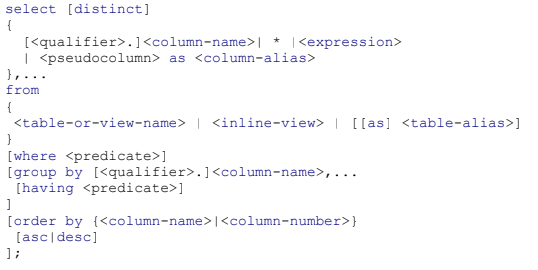 select [distinct]
{
[<qualifier>.]<column-name>| * |<expression>
| <pseudocolumn> as <column-alias>
},...
from
{
<table-or-view-name> | <inline-view> | [[as] <table-alias>]
}
[where <predicate>]
[group by [<qualifier>.]<column-name>,...
[having <predicate>]
]
[order by {<column-name>|<column-number>}
[asc|desc]
];